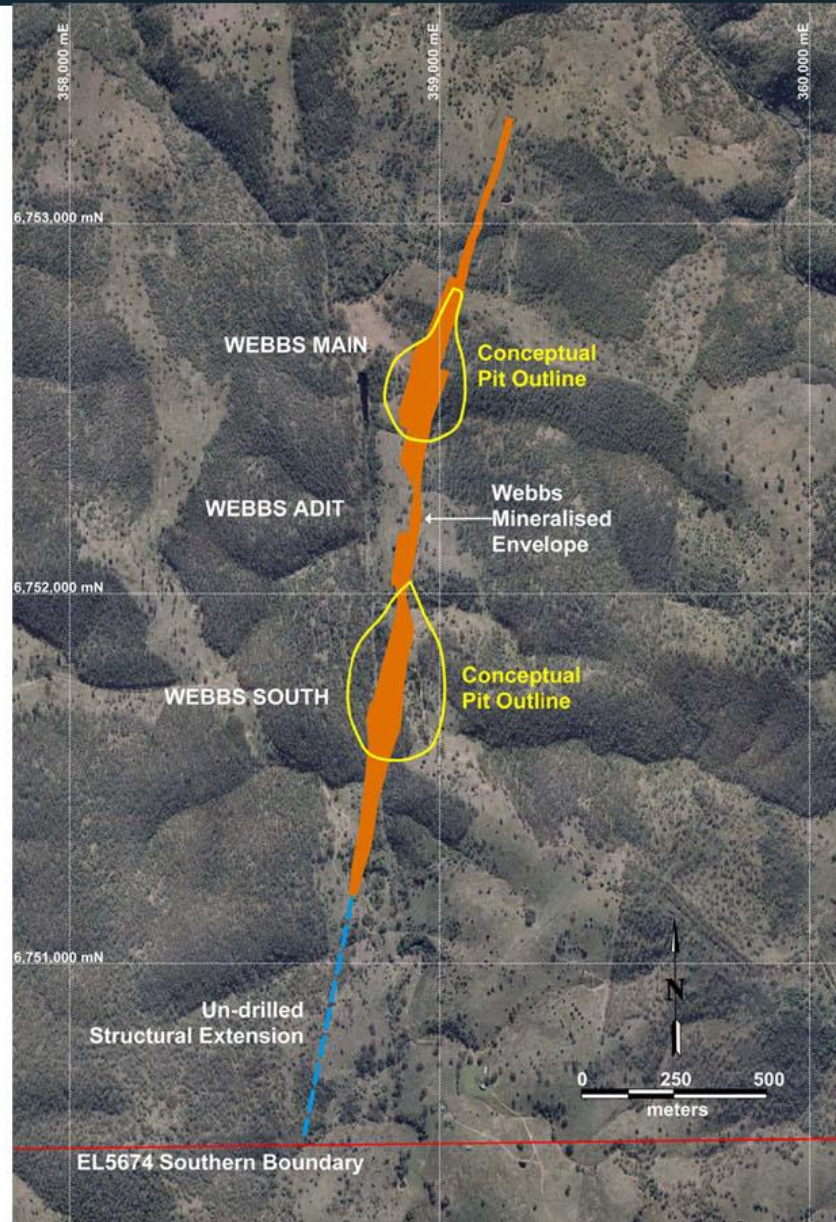 358,000 mE
359,000 mE
360,000 mE
6,753,000 mN
WEBBS MAIN
Conceptual
Pit Outline
WEBBS ADIT
Webbs
Mineralised
Envelope
6,752,000 mN
WEBBS SOUTH
Conceptual
Pit Outline
6,751,000 mN
Un-drilled
Structural Extension
N
0 250 500
meters
EL5674 Southern Boundary